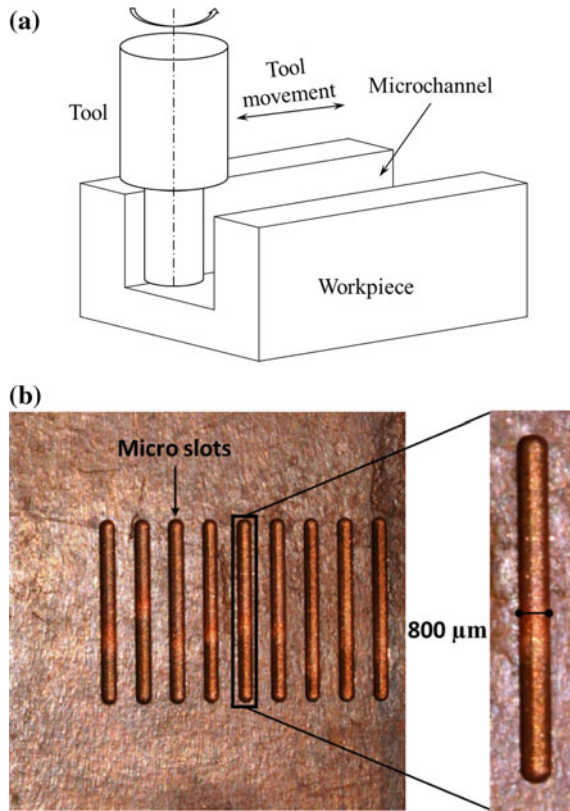 (a)
Tool
Tool
movement
Microchannel
Workpiece
(b)
Micro slots
800 µm